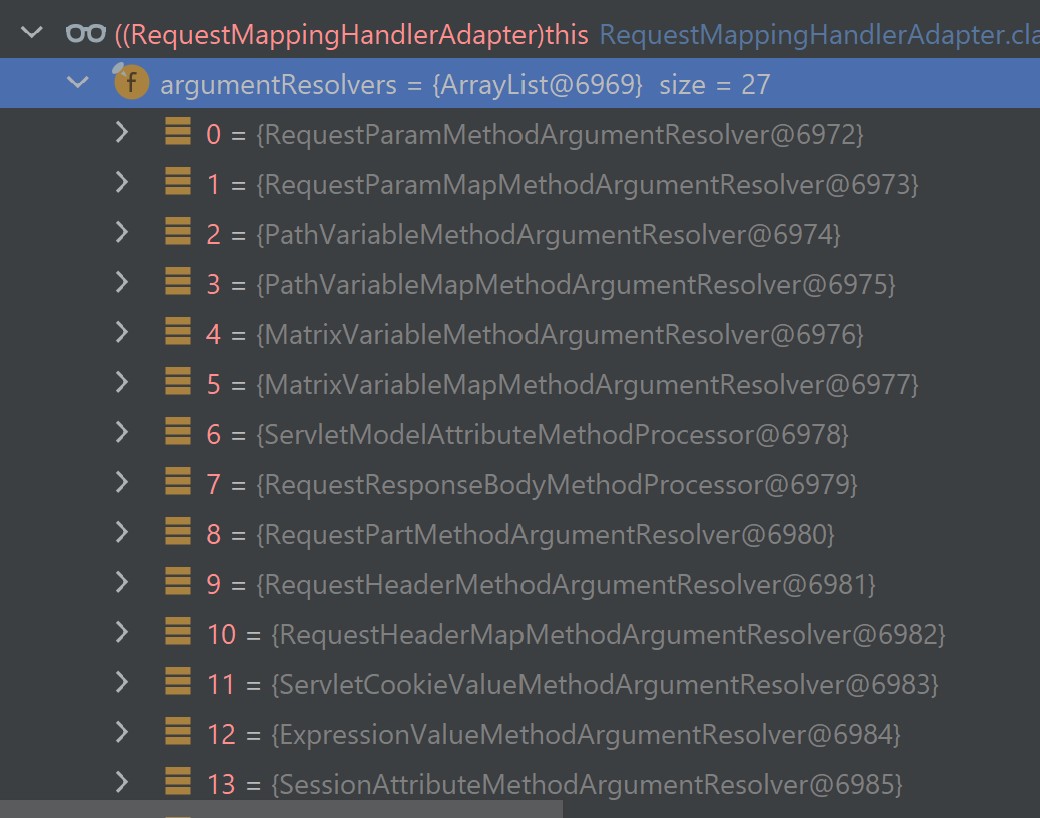 ((RequestMappingHandlerAdapter)this RequestMappingHandlerAdapter.cla
f argumentResolvers = {ArrayList@6969} size = 27
0 = {RequestParamMethodArgumentResolver@6972}
1 = {RequestParamMapMethodArgumentResolver@6973}
2 = {PathVariableMethodArgumentResolver@6974}
3 = {PathVariableMapMethodArgumentResolver@6975}
4 = {MatrixVariableMethodArgumentResolver@6976}
5 = {MatrixVariableMapMethodArgumentResolver@6977}
6 = {ServletModelAttributeMethodProcessor@6978}
7 = {RequestResponseBodyMethodProcessor@6979}
8 = {RequestPartMethodArgumentResolver@6980}
9 = {RequestHeaderMethodArgumentResolver@6981}
10 = {RequestHeaderMapMethodArgumentResolver@6982}
11 = {ServletCookieValueMethodArgumentResolver@6983}
12 = {ExpressionValueMethodArgumentResolver@6984}
13 = {SessionAttributeMethodArgumentResolver@6985}